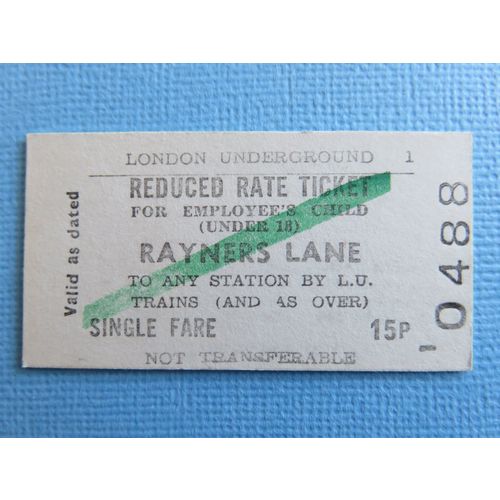 LONDON UNDERGROUND 1
REDUCED RATE TICKET
FOR EMPLOYEE'S CHILD
(UNDER 18)
RAYNERS LANE
TO ANY STATION BY L.U.
TRAINS (AND AS OVER)
SINGLE FARE 15P
NOT TRANSFERABLE
Valid as dated
0488